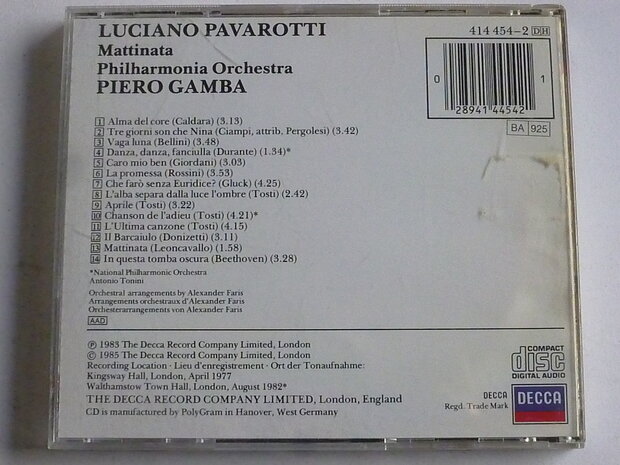 LUCIANO PAVAROTTI
Mattinata
Philharmonia Orchestra
PIERO GAMBA
414 454-2 DH
0 28941 44542 1
BA 925
1 Alma del core (Caldara) (3.13)
2 Tre giorni son che Nina (Ciampi, attrib. Pergolesi) (3.42)
3 Vaga luna (Bellini) (3.48)
4 Danza, danza, fanciulla (Durante) (1.34)*
5 Caro mio ben (Giordani) (3.03)
6 La promessa (Rossini) (3.53)
7 Che farò senza Euridice? (Gluck) (4.25)
8 L'alba separa dalla luce l'ombre (Tosti) (2.42)
9 Aprile (Tosti) (3.22)
10 Chanson de l'adieu (Tosti) (4.21)*
11 L'Ultima canzone (Tosti) (4.15)
12 Il Barcaiulo (Donizetti) (3.11)
13 Mattinata (Leoncavallo) (1.58)
14 In questa tomba oscura (Beethoven) (3.28)
*National Philharmonic Orchestra
Antonio Tonini
Orchestral arrangements by Alexander Faris
Arrangements orchestraux d'Alexander Faris
Orchesterarrangements von Alexander Faris
AAD
℗ 1983 The Decca Record Company Limited, London
© 1985 The Decca Record Company Limited, London
Recording Location · Lieu d'enregistrement · Ort der Tonaufnahme:
Kingsway Hall, London, April 1977
Walthamstow Town Hall, London, August 1982*
THE DECCA RECORD COMPANY LIMITED, London, England
CD is manufactured by PolyGram in Hanover, West Germany
COMPACT
disc
DIGITAL AUDIO
DECCA
Regd. Trade Mark
DECCA